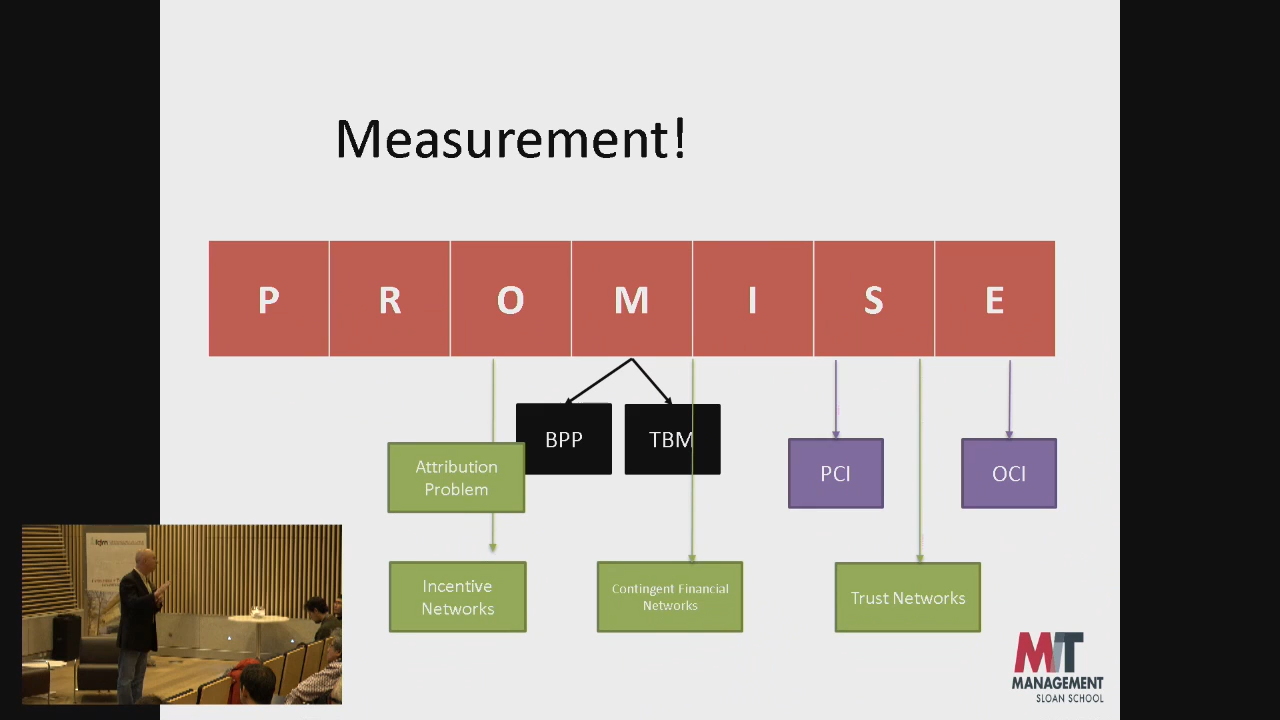 Measurement!
P R O M I S E
BPP
TBM
Attribution
Problem
PCI
OCI
Incentive
Networks
Contingent Financial
Networks
Trust Networks
MIT
MANAGEMENT
SLOAN SCHOOL